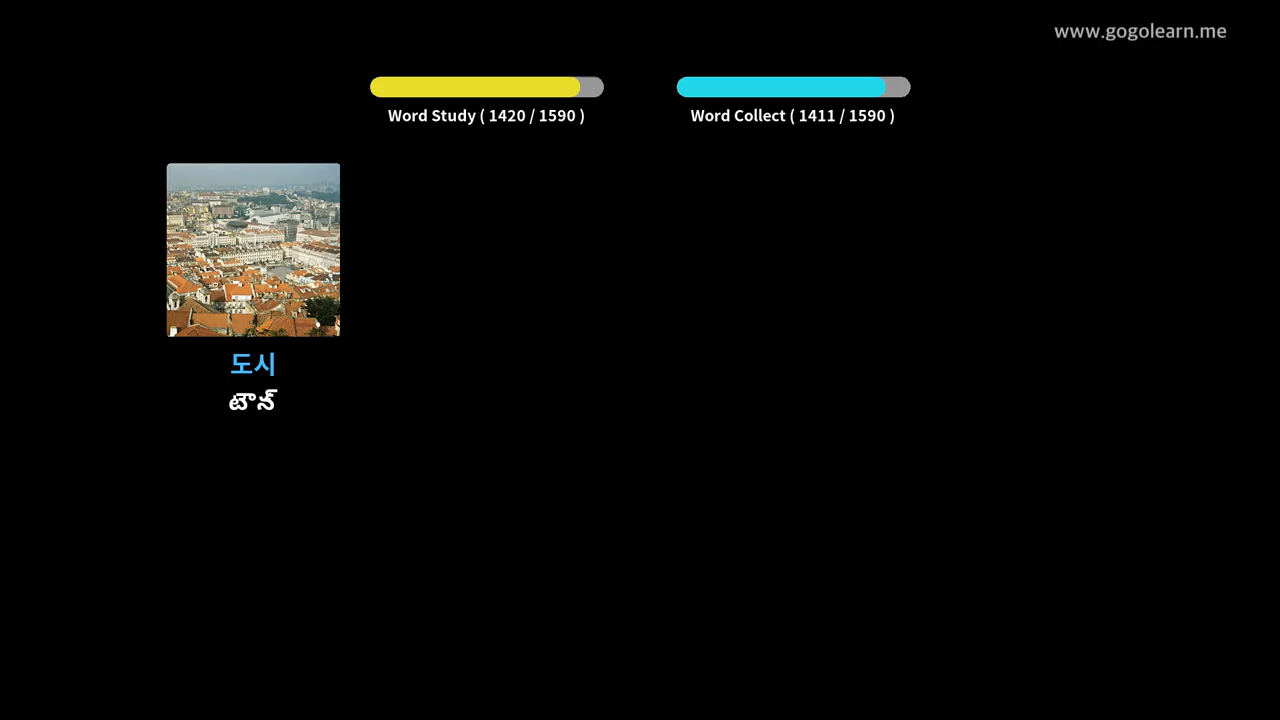 www.gogolearn.me
Word Study ( 1420 / 1590 )
Word Collect ( 1411 / 1590 )
도시
టౌన్